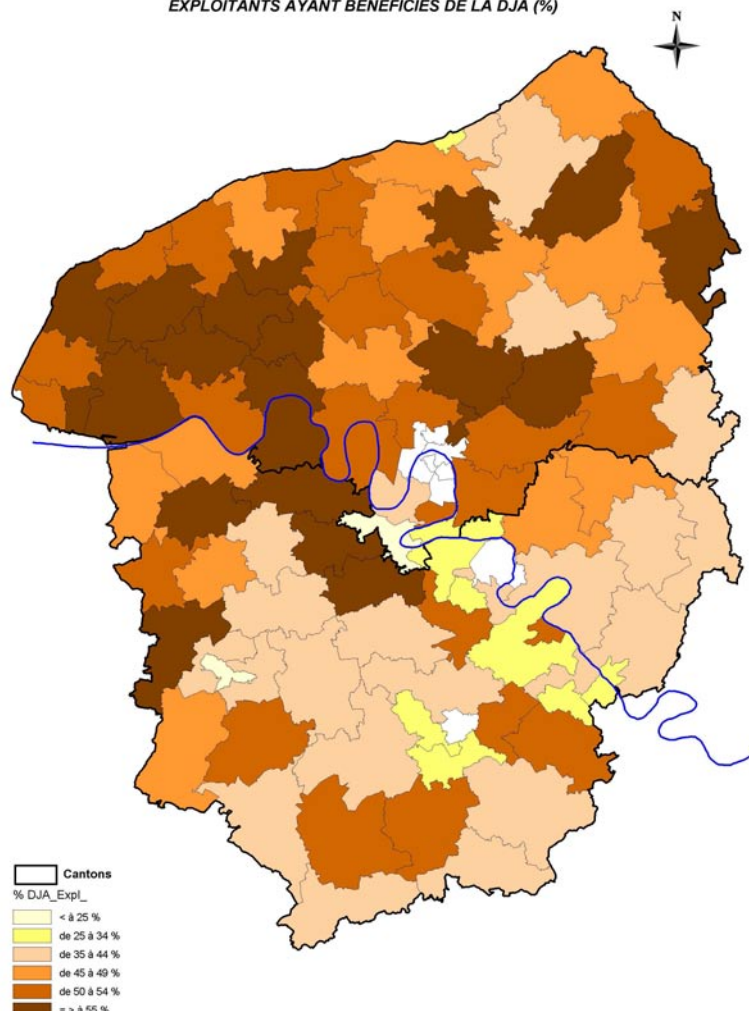 EXPLOITANTS AYANT BENEFICIES DE LA DJA (%)
N
Cantons
% DJA_Expl_
< à 25 %
de 25 à 34 %
de 35 à 44 %
de 45 à 49 %
de 50 à 54 %
= > à 55 %